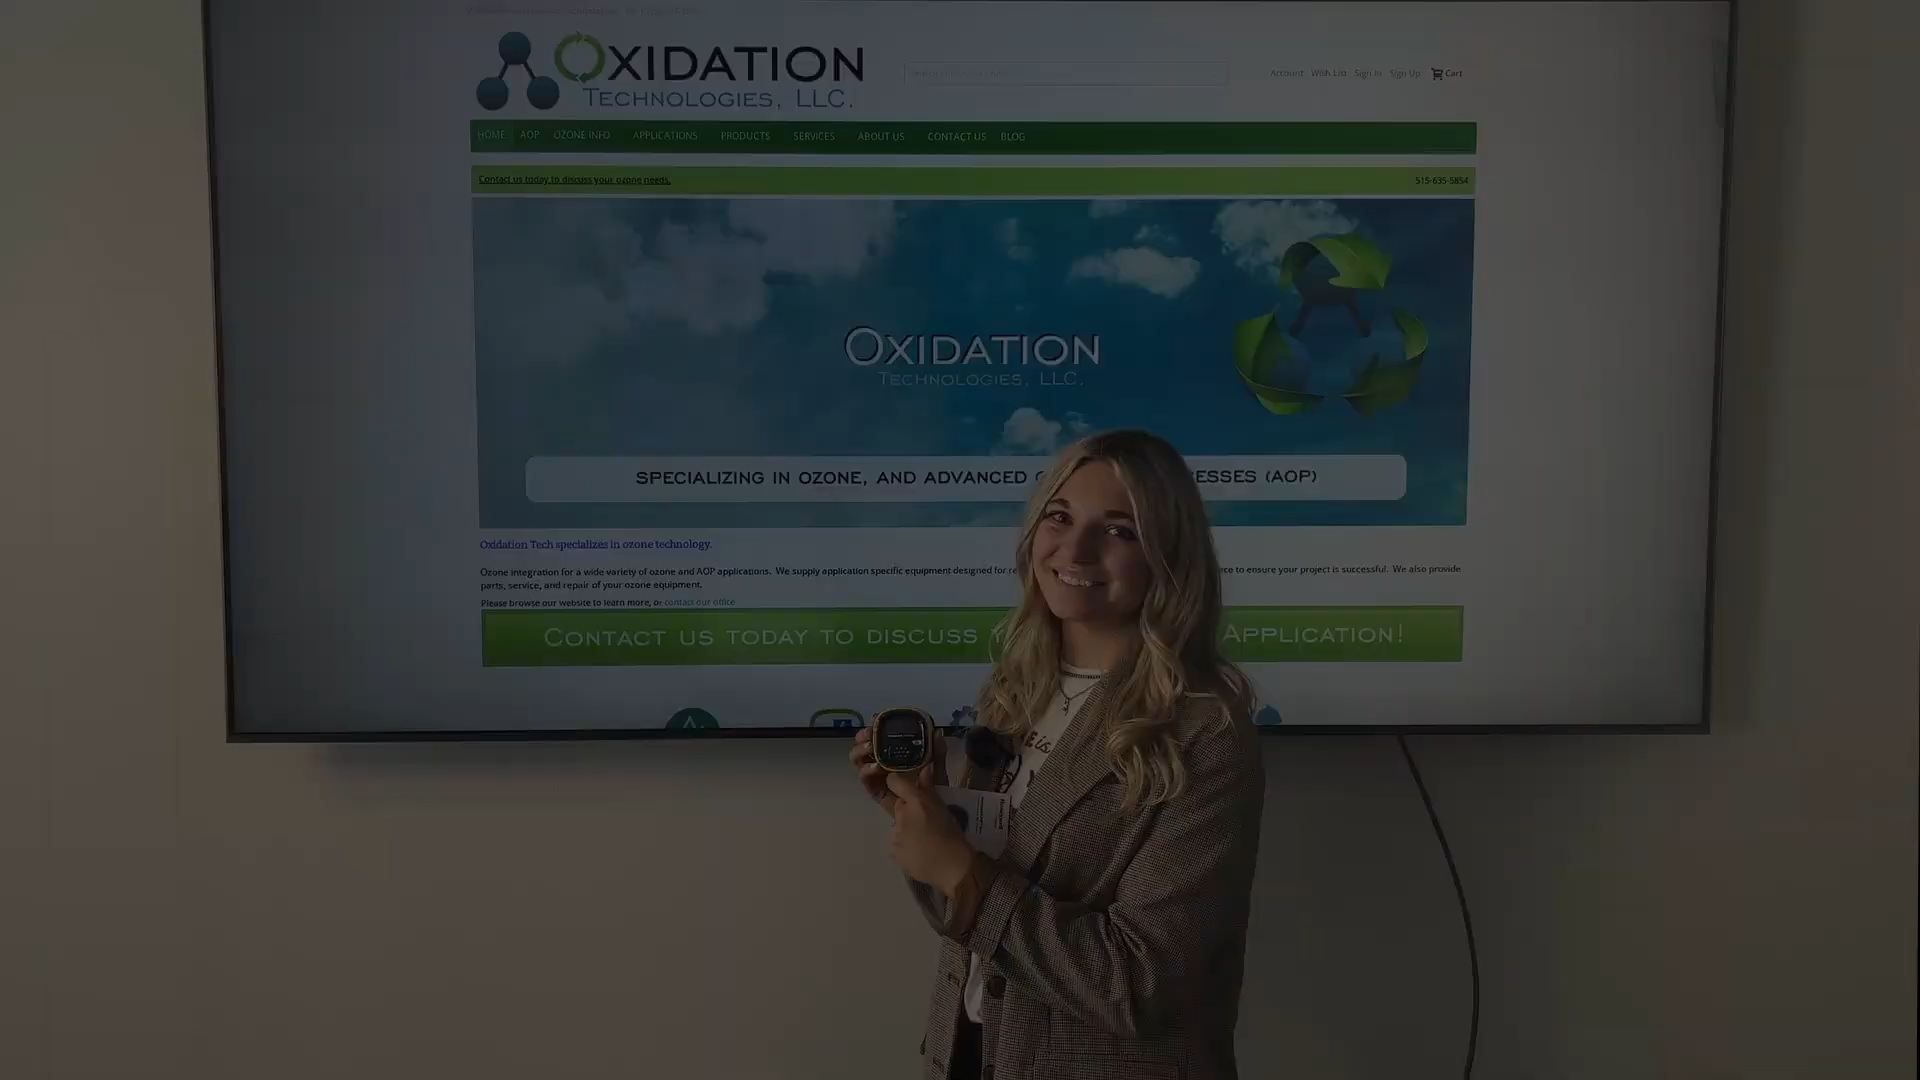 OXIDATION
TECHNOLOGIES, LLC.
Account Wish List Sign In Sign Up Cart
HOME AOP OZONE INFO APPLICATIONS PRODUCTS SERVICES ABOUT US CONTACT US BLOG
Contact us today to discuss your ozone needs. 515-635-5854
OXIDATION
TECHNOLOGIES, LLC.
SPECIALIZING IN OZONE, AND ADVANCED ESSES (AOP)
Oxidation Tech specializes in ozone technology.
Ozone integration for a wide variety of ozone and AOP applications. We supply application specific equipment designed for ce to ensure your project is successful. We also provide
parts, service, and repair of your ozone equipment.
Please browse our website to learn more, or contact our office
CONTACT US TODAY TO DISCUSS Y APPLICATION!